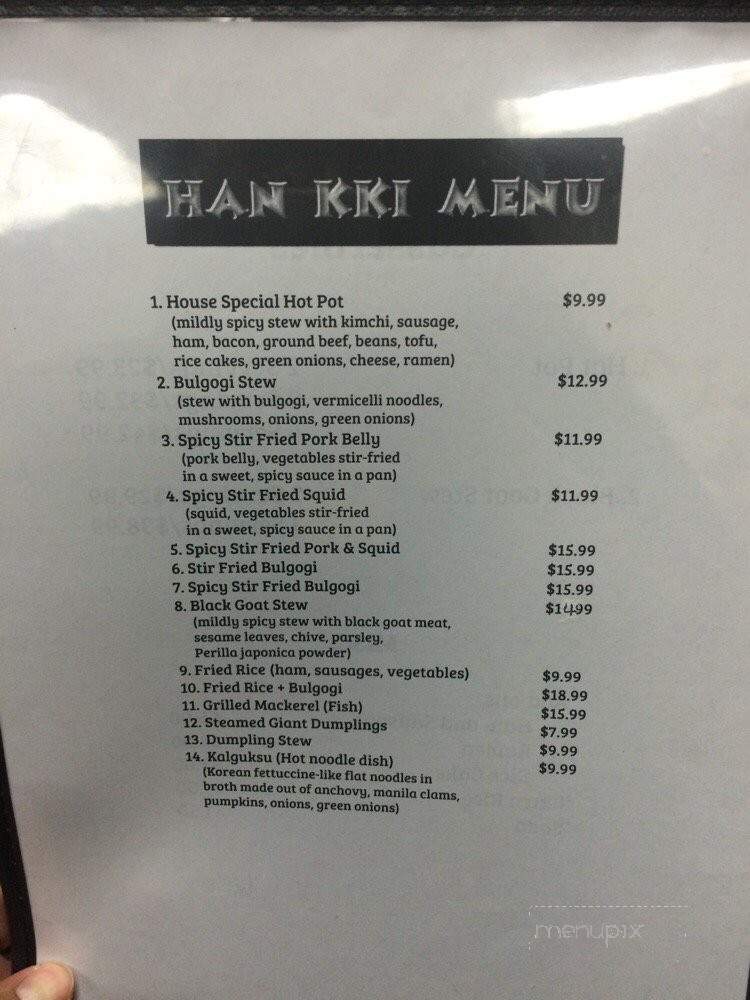 HAN KKI MENU
1. House Special Hot Pot $9.99
(mildly spicy stew with kimchi, sausage,
ham, bacon, ground beef, beans, tofu,
rice cakes, green onions, cheese, ramen)
2. Bulgogi Stew $12.99
(stew with bulgogi, vermicelli noodles,
mushrooms, onions, green onions)
3. Spicy Stir Fried Pork Belly $11.99
(pork belly, vegetables stir-fried
in a sweet, spicy sauce in a pan)
4. Spicy Stir Fried Squid $11.99
(squid, vegetables stir-fried
in a sweet, spicy sauce in a pan)
5. Spicy Stir Fried Pork & Squid $15.99
6. Stir Fried Bulgogi $15.99
7. Spicy Stir Fried Bulgogi $15.99
8. Black Goat Stew $14.99
(mildly spicy stew with black goat meat,
sesame leaves, chive, parsley,
Perilla japonica powder)
9. Fried Rice (ham, sausages, vegetables) $9.99
10. Fried Rice + Bulgogi $18.99
11. Grilled Mackerel (Fish) $15.99
12. Steamed Giant Dumplings $7.99
13. Dumpling Stew $9.99
14. Kalguksu (Hot noodle dish) $9.99
(Korean fettuccine-like flat noodles in
broth made out of anchovy, manila clams,
pumpkins, onions, green onions)
menupix